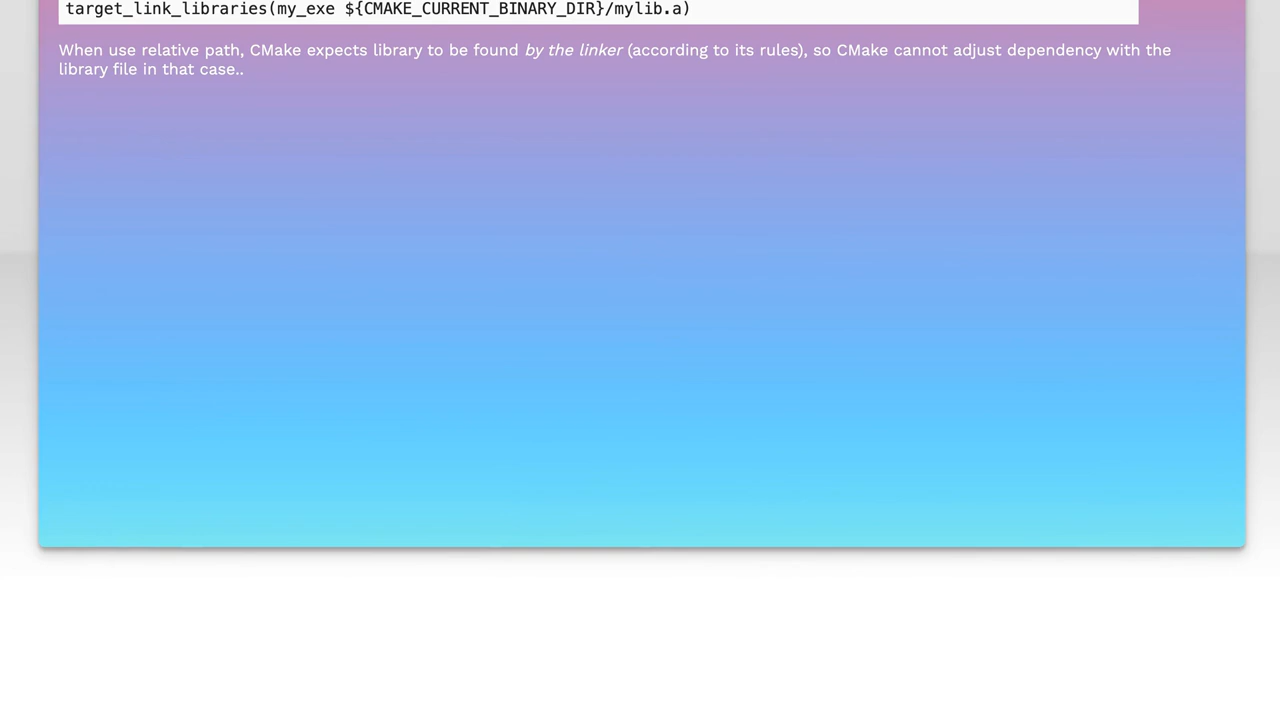 target_link_libraries(my_exe ${CMAKE_CURRENT_BINARY_DIR}/mylib.a)
When use relative path, CMake expects library to be found by the linker (according to its rules), so CMake cannot adjust dependency with the
library file in that case..